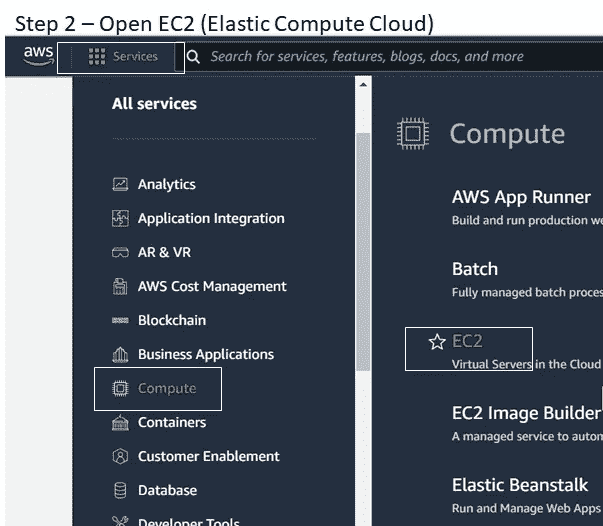 Step 2 – Open EC2 (Elastic Compute Cloud)
aws Services Search for services, features, blogs, docs, and more
All services
Analytics
Application Integration
AR & VR
AWS Cost Management
Blockchain
Business Applications
Compute
Containers
Customer Enablement
Database
Developer Tools
Compute
AWS App Runner
Build and run production we
Batch
Fully managed batch proces
EC2
Virtual Servers in the Cloud
EC2 Image Builder
A managed service to autom
Elastic Beanstalk
Run and Manage Web Apps